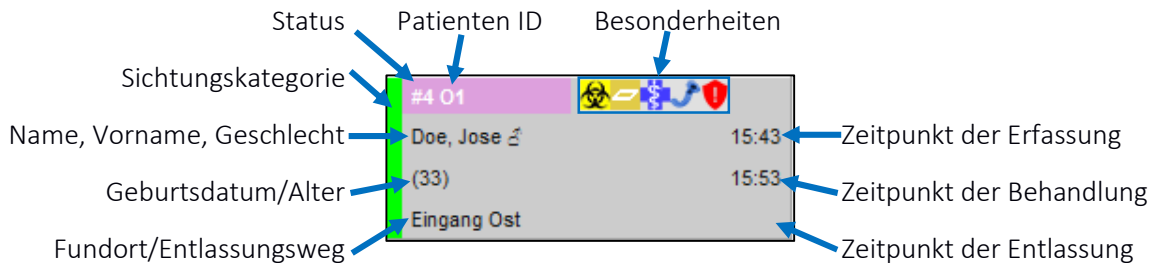 Status Patienten ID Besonderheiten
Sichtungskategorie
#4 O1
Name, Vorname, Geschlecht Doe, Jose ♂ 15:43 Zeitpunkt der Erfassung
Geburtsdatum/Alter (33) 15:53 Zeitpunkt der Behandlung
Fundort/Entlassungsweg Eingang Ost Zeitpunkt der Entlassung